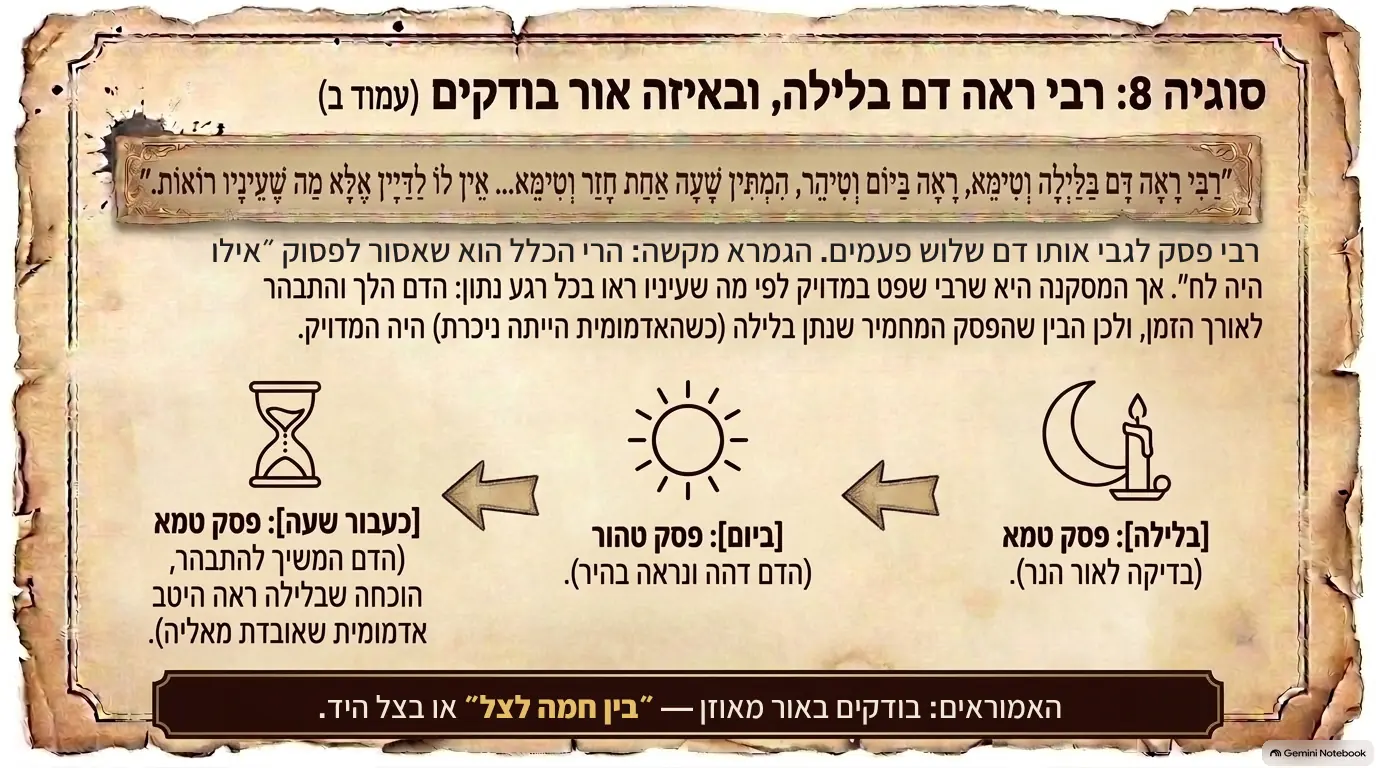 סוגיה 8: רבי ראה דם בלילה, ובאיזה אור בודקים (עמוד ב)
"רַבִּי רָאָה דָּם בַּלַּיְלָה וְטִימֵּא, רָאָה בַּיּוֹם וְטִיהֵר, הִמְתִּין שָׁעָה אַחַת חָזַר וְטִימֵּא... אֵין לוֹ לַדַּיָּין אֶלָּא מַה שֶּׁעֵינָיו רוֹאוֹת."
רבי פסק לגבי אותו דם שלוש פעמים. הגמרא מקשה: הרי הכלל הוא שאסור לפסוק "אילו
היה לח". אך המסקנה היא שרבי שפט במדויק לפי מה שעיניו ראו בכל רגע נתון: הדם הלך והתבהר
לאורך הזמן, ולכן הבין שהפסק המחמיר שנתן בלילה (כשהאדמומית הייתה ניכרת) היה המדויק.
[בלילה]: פסק טמא
(בדיקה לאור הנר).
[ביום]: פסק טהור
(הדם דהה ונראה בהיר).
[כעבור שעה]: פסק טמא
(הדם המשיך להתבהר,
הוכחה שבלילה ראה היטב
אדמומית שאובדת מאליה).
האמוראים: בודקים באור מאוזן — "בין חמה לצל" או בצל היד.
Gemini Notebook